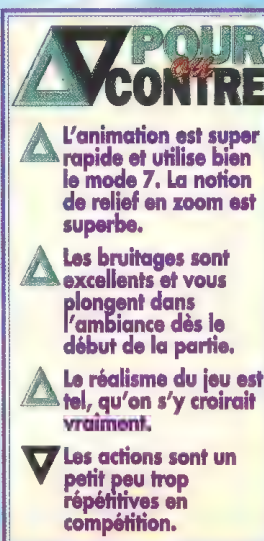 POUR
ou
CONTRE
L'animation est super
rapide et utilise bien
le mode 7. La notion
de relief en zoom est
superbe.
Les bruitages sont
excellents et vous
plongent dans
l'ambiance dès le
début de la partie.
Le réalisme du jeu est
tel, qu'on s'y croirait
vraiment.
Les actions sont un
petit peu trop
répétitives en
compétition.